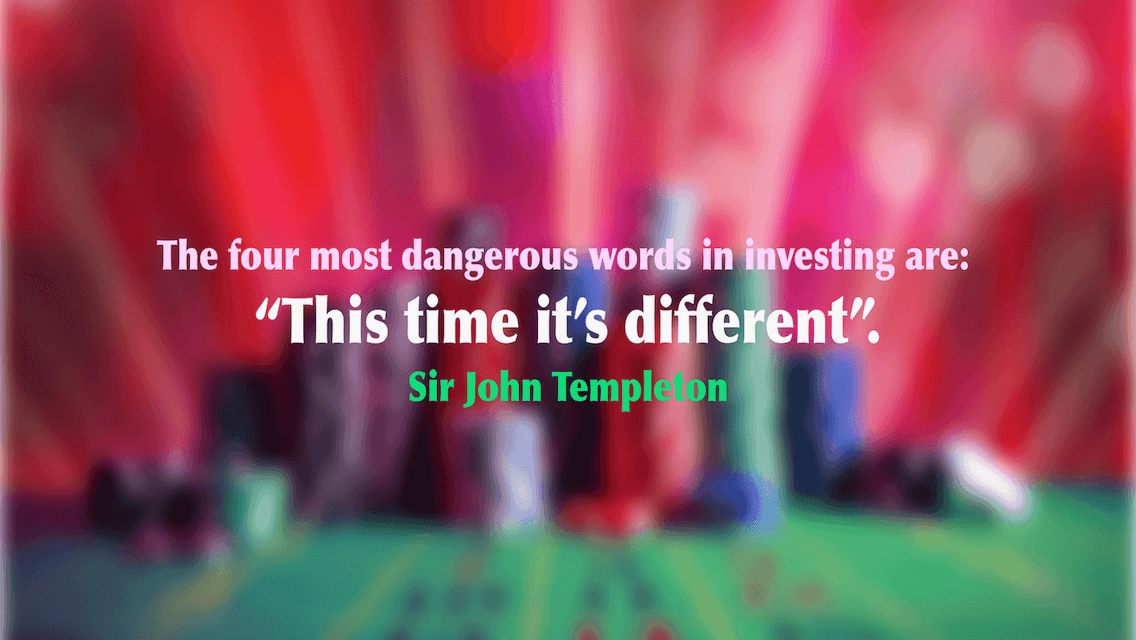 The four most dangerous words in investing are:
“This time it’s different”.
Sir John Templeton